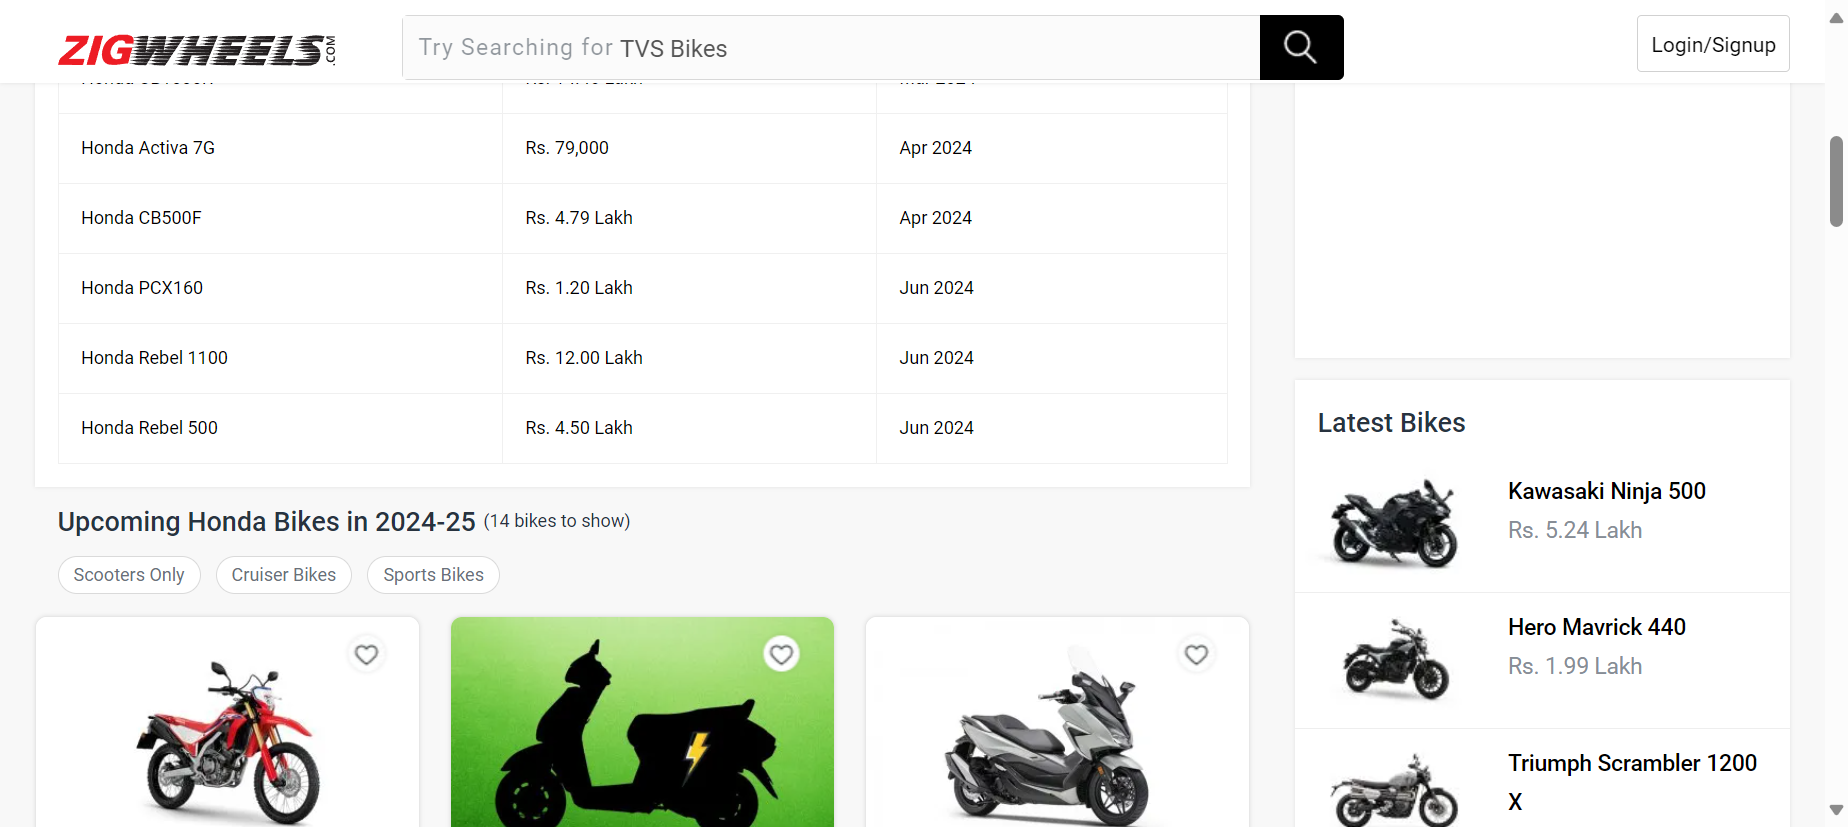 ZIGWHEELS.COM
Try Searching for TVS Bikes
Login/Signup
Honda Activa 7G Rs. 79,000 Apr 2024
Honda CB500F Rs. 4.79 Lakh Apr 2024
Honda PCX160 Rs. 1.20 Lakh Jun 2024
Honda Rebel 1100 Rs. 12.00 Lakh Jun 2024
Honda Rebel 500 Rs. 4.50 Lakh Jun 2024
Upcoming Honda Bikes in 2024-25 (14 bikes to show)
Scooters Only Cruiser Bikes Sports Bikes
Latest Bikes
Kawasaki Ninja 500
Rs. 5.24 Lakh
Hero Mavrick 440
Rs. 1.99 Lakh
Triumph Scrambler 1200
X